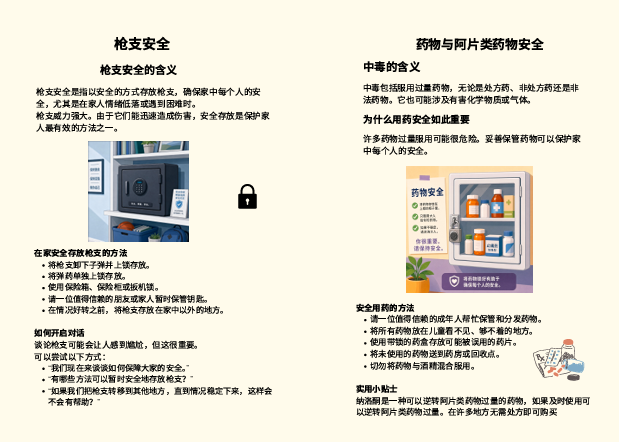 枪支安全
枪支安全的含义
枪支安全是指以安全的方式存放枪支，确保家中每个人的安
全，尤其是在家人情绪低落或遇到困难时。
枪支威力强大。由于它们能迅速造成伤害，安全存放是保护家
人最有效的方法之一。
在家安全存放枪支的方法
• 将枪支卸下子弹并上锁存放。
• 将弹药单独上锁存放。
• 使用保险箱、保险柜或扳机锁。
• 请一位值得信赖的朋友或家人暂时保管钥匙。
• 在情况好转之前，将枪支存放在家中以外的地方。
如何开启对话
谈论枪支可能会让人感到尴尬，但这很重要。
可以尝试以下方式：
• “我们现在来谈谈如何保障大家的安全。”
• “有哪些方法可以暂时安全地存放枪支？”
• “如果我们把枪支转移到其他地方，直到情况稳定下来，这样会
不会有帮助？”
药物与阿片类药物安全
中毒的含义
中毒包括服用过量药物，无论是处方药、非处方药还是非
法药物。它也可能涉及有害化学物质或气体。
为什么用药安全如此重要
许多药物过量服用可能很危险。妥善保管药物可以保护家
中每个人的安全。
药物安全
你很重要，
请保持安全。
将药物锁好有助于
确保每个人的安全。
安全用药的方法
• 请一位值得信赖的成年人帮忙保管和分发药物。
• 将所有药物放在儿童看不见、够不着的地方。
• 使用带锁的药盒存放可能被误用的药片。
• 将未使用的药物送到药房或回收点。
• 切勿将药物与酒精混合服用。
实用小贴士
纳洛酮是一种可以逆转阿片类药物过量的药物，如果及时使用可
以逆转阿片类药物过量。在许多地方无需处方即可购买